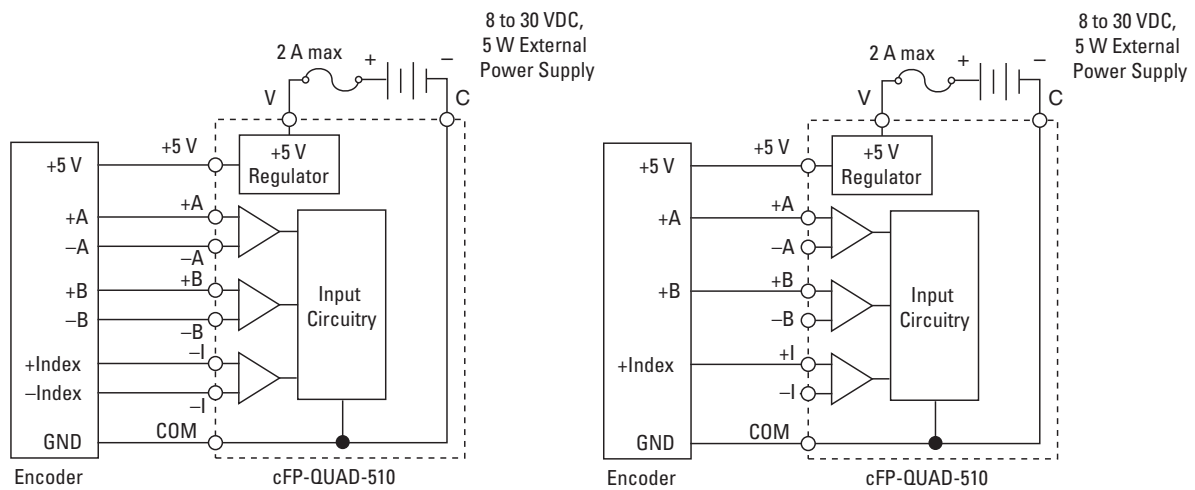 8 to 30 VDC,
5 W External
Power Supply
2 A max
+
–
V
C
+5 V
+5 V
+5 V
Regulator
+A
+A
–A
–A
+B
+B
–B
–B
Input
Circuitry
+Index
–I
–Index
–I
GND
COM
Encoder
cFP-QUAD-510
8 to 30 VDC,
5 W External
Power Supply
2 A max
+
–
V
C
+5 V
+5 V
+5 V
Regulator
+A
+A
–A
+B
+B
–B
Input
Circuitry
+Index
+I
–I
GND
COM
Encoder
cFP-QUAD-510